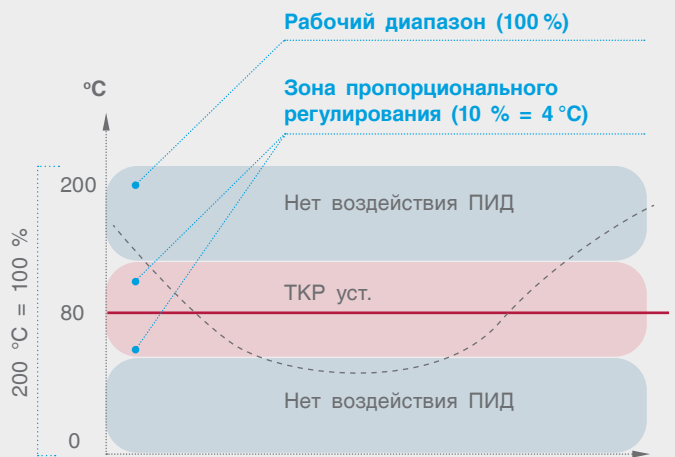 Рабочий диапазон (100 %)
Зона пропорционального
регулирования (10 % = 4 °C)
°C
200
Нет воздействия ПИД
ТКР уст.
80
200 °C = 100 %
Нет воздействия ПИД
0